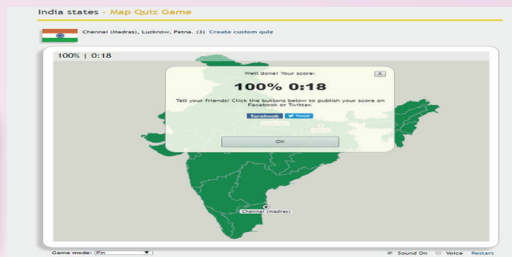 India states - Map Quiz Game
Chennai (Madras), Lucknow, Patna, (3) Create custom quiz
100% | 0:18
Well done! Your score:
100% 0:18
Tell your friends! Click the buttons below to publish your score on
Facebook or Twitter.
Facebook Tweet
OK
Chennai (madras)
Game mode: Pin
Sound On Voice Restart